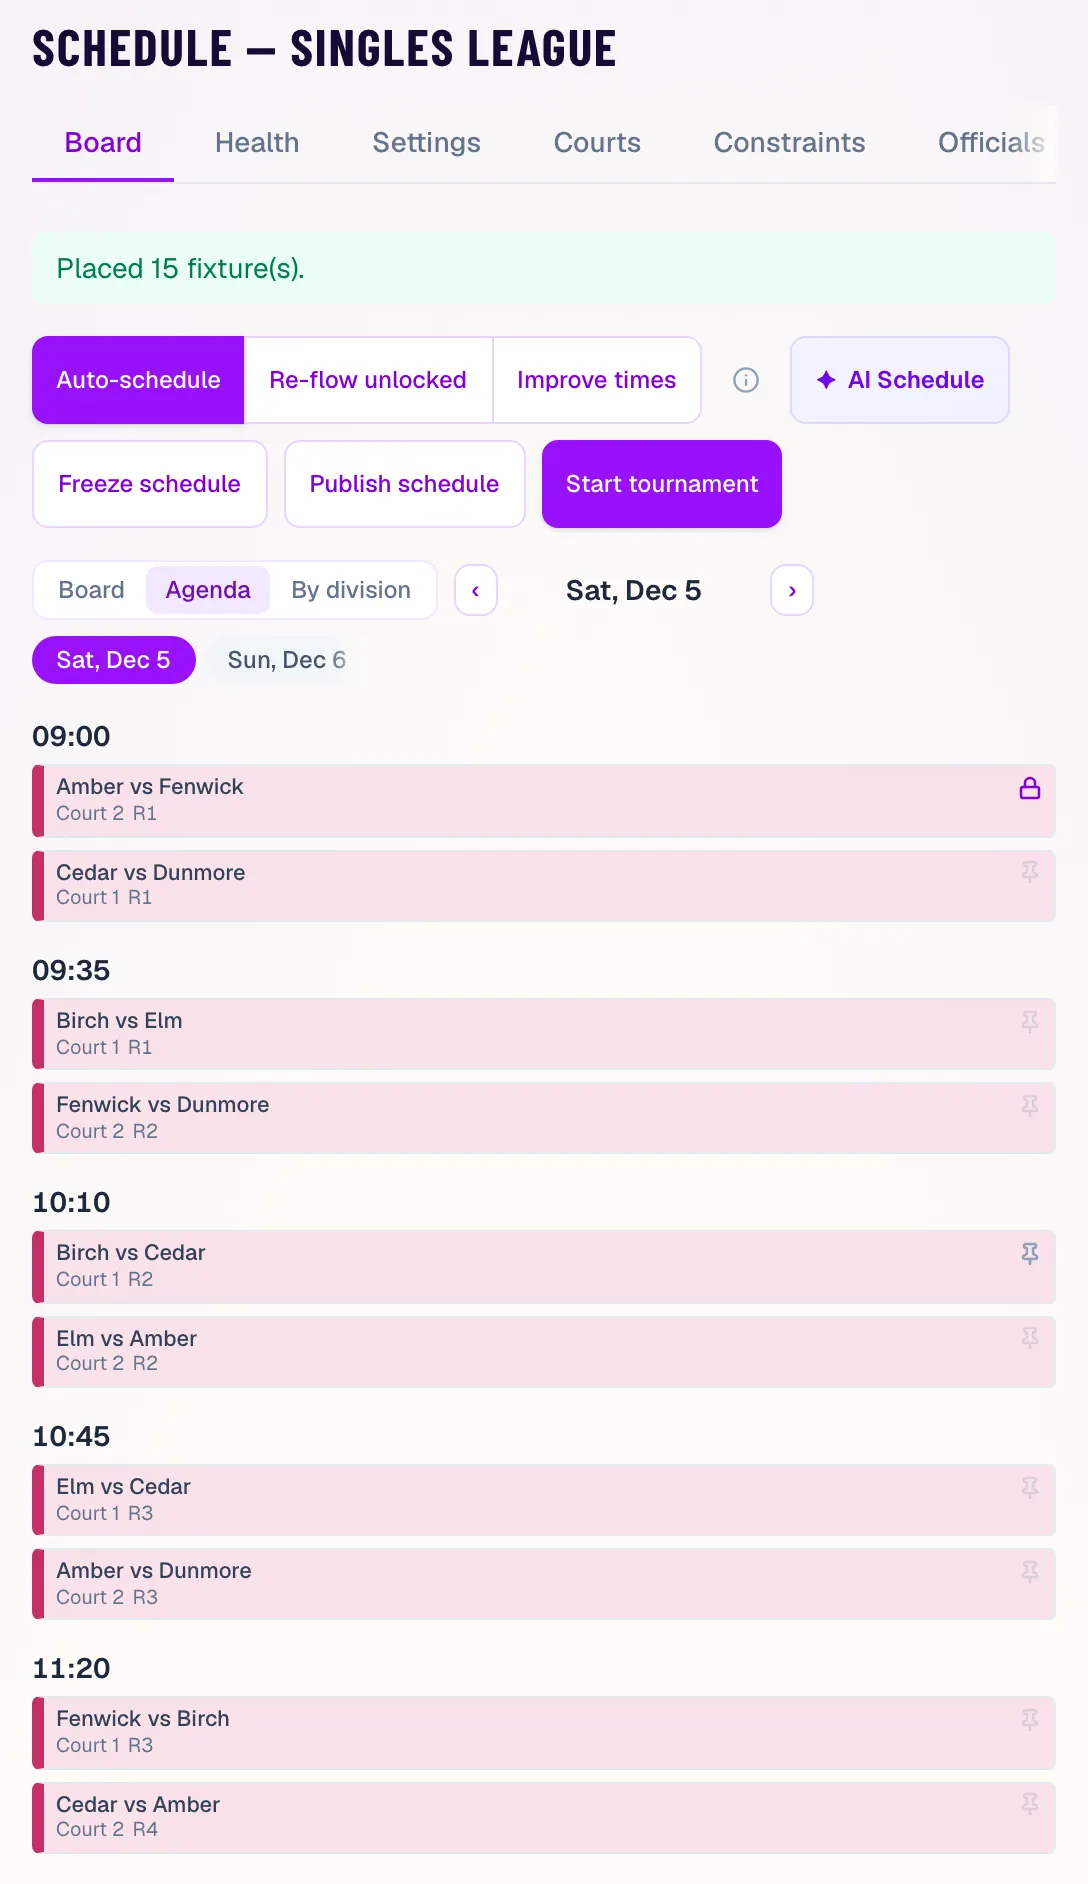 SCHEDULE — SINGLES LEAGUE
Board Health Settings Courts Constraints Officials
Placed 15 fixture(s).
Auto-schedule Re-flow unlocked Improve times AI Schedule
Freeze schedule Publish schedule Start tournament
Board Agenda By division ‹ Sat, Dec 5 ›
Sat, Dec 5 Sun, Dec 6
09:00
Amber vs Fenwick
Court 2 R1
Cedar vs Dunmore
Court 1 R1
09:35
Birch vs Elm
Court 1 R1
Fenwick vs Dunmore
Court 2 R2
10:10
Birch vs Cedar
Court 1 R2
Elm vs Amber
Court 2 R2
10:45
Elm vs Cedar
Court 1 R3
Amber vs Dunmore
Court 2 R3
11:20
Fenwick vs Birch
Court 1 R3
Cedar vs Amber
Court 2 R4